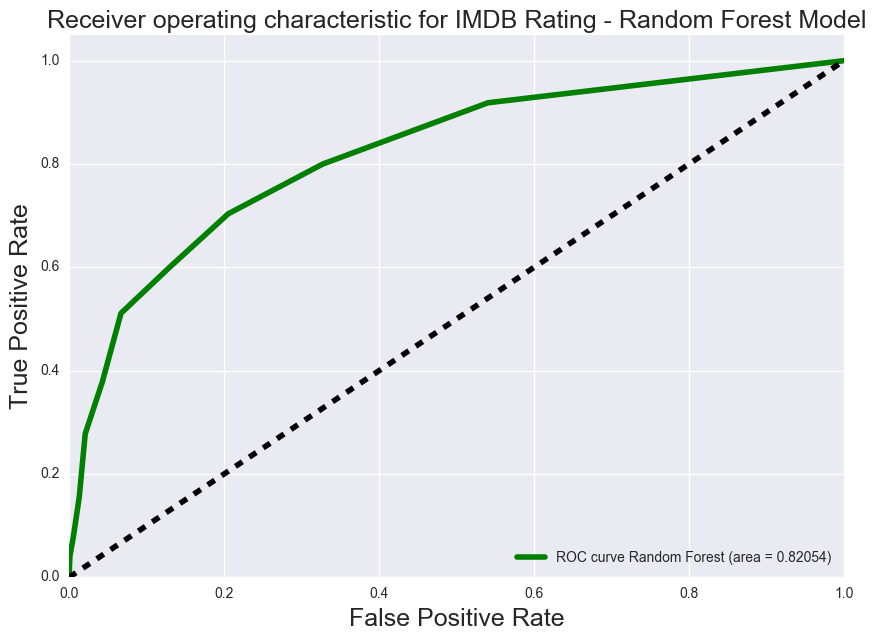 Receiver operating characteristic for IMDB Rating - Random Forest Model
True Positive Rate
1.0
0.8
0.6
0.4
0.2
0.0
0.0 0.2 0.4 0.6 0.8 1.0
False Positive Rate
ROC curve Random Forest (area = 0.82054)